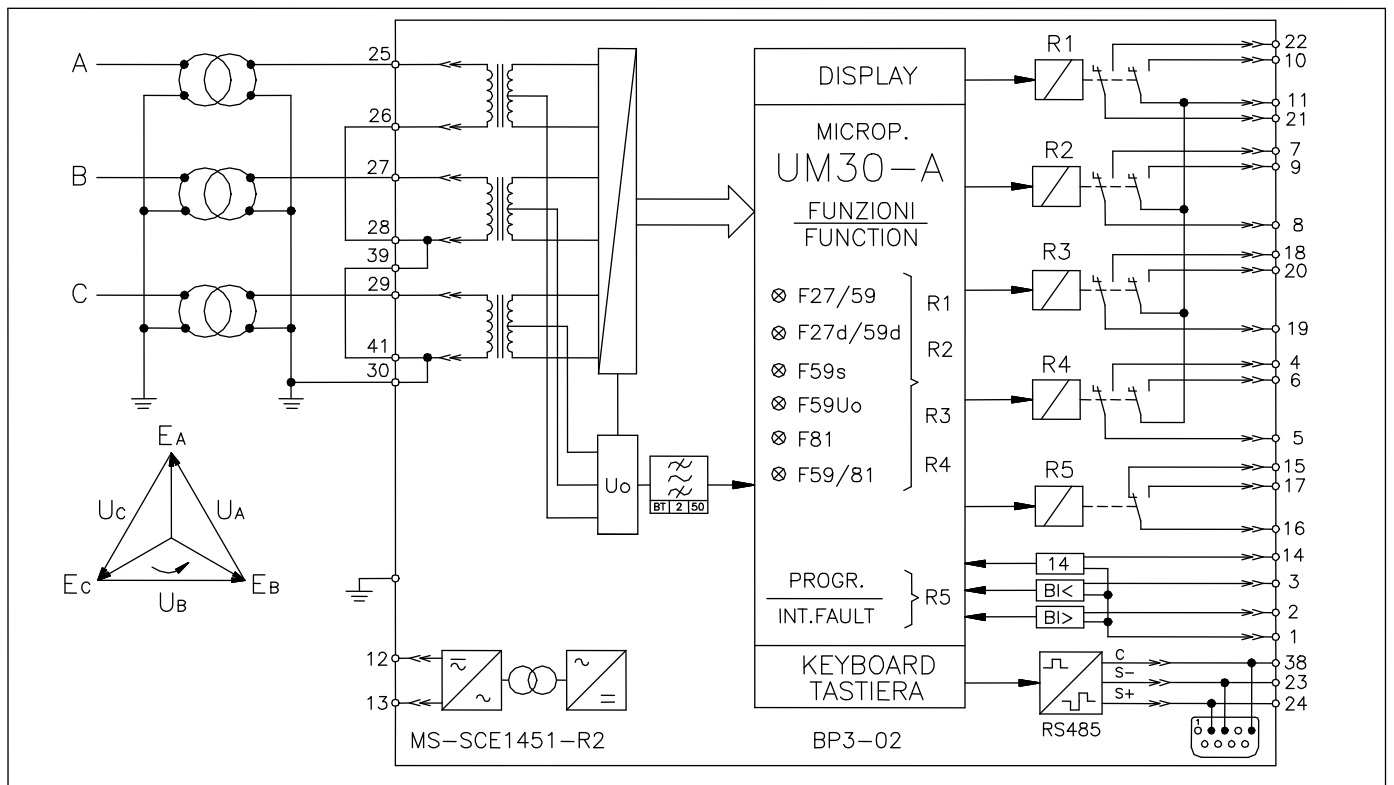 A
B
C
25
26
27
28
39
29
41
30
EA
UC
UA
EC
UB
EB
12
13
MS-SCE1451-R2
Uo
BT 2 50
DISPLAY
MICROP.
UM30-A
FUNZIONI
FUNCTION
F27/59
F27d/59d
F59s
F59Uo
F81
F59/81
R1
R2
R3
R4
PROGR.
INT.FAULT
R5
KEYBOARD
TASTIERA
BP3-02
R1
R2
R3
R4
R5
14
BI<
BI>
C
S-
S+
RS485
22
10
11
21
7
9
8
18
20
19
4
6
5
15
17
16
14
3
2
1
38
23
24
1